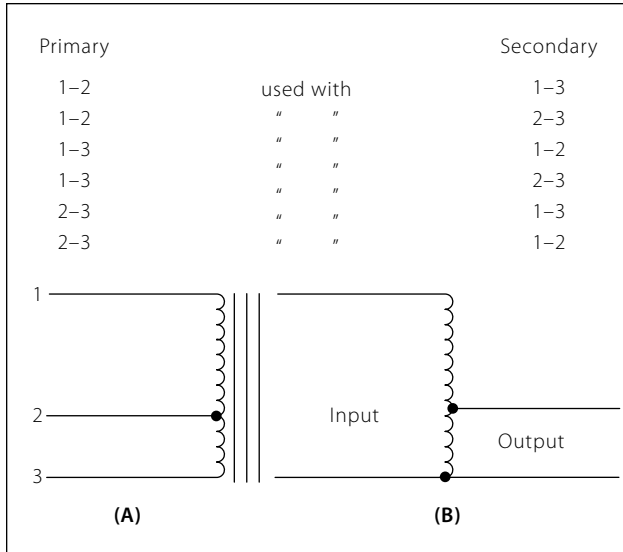 Primary Secondary
1–2 used with 1–3
1–2 “ ” 2–3
1–3 “ ” 1–2
1–3 “ ” 2–3
2–3 “ ” 1–3
2–3 “ ” 1–2
1
2
3
Input
Output
(A) (B)